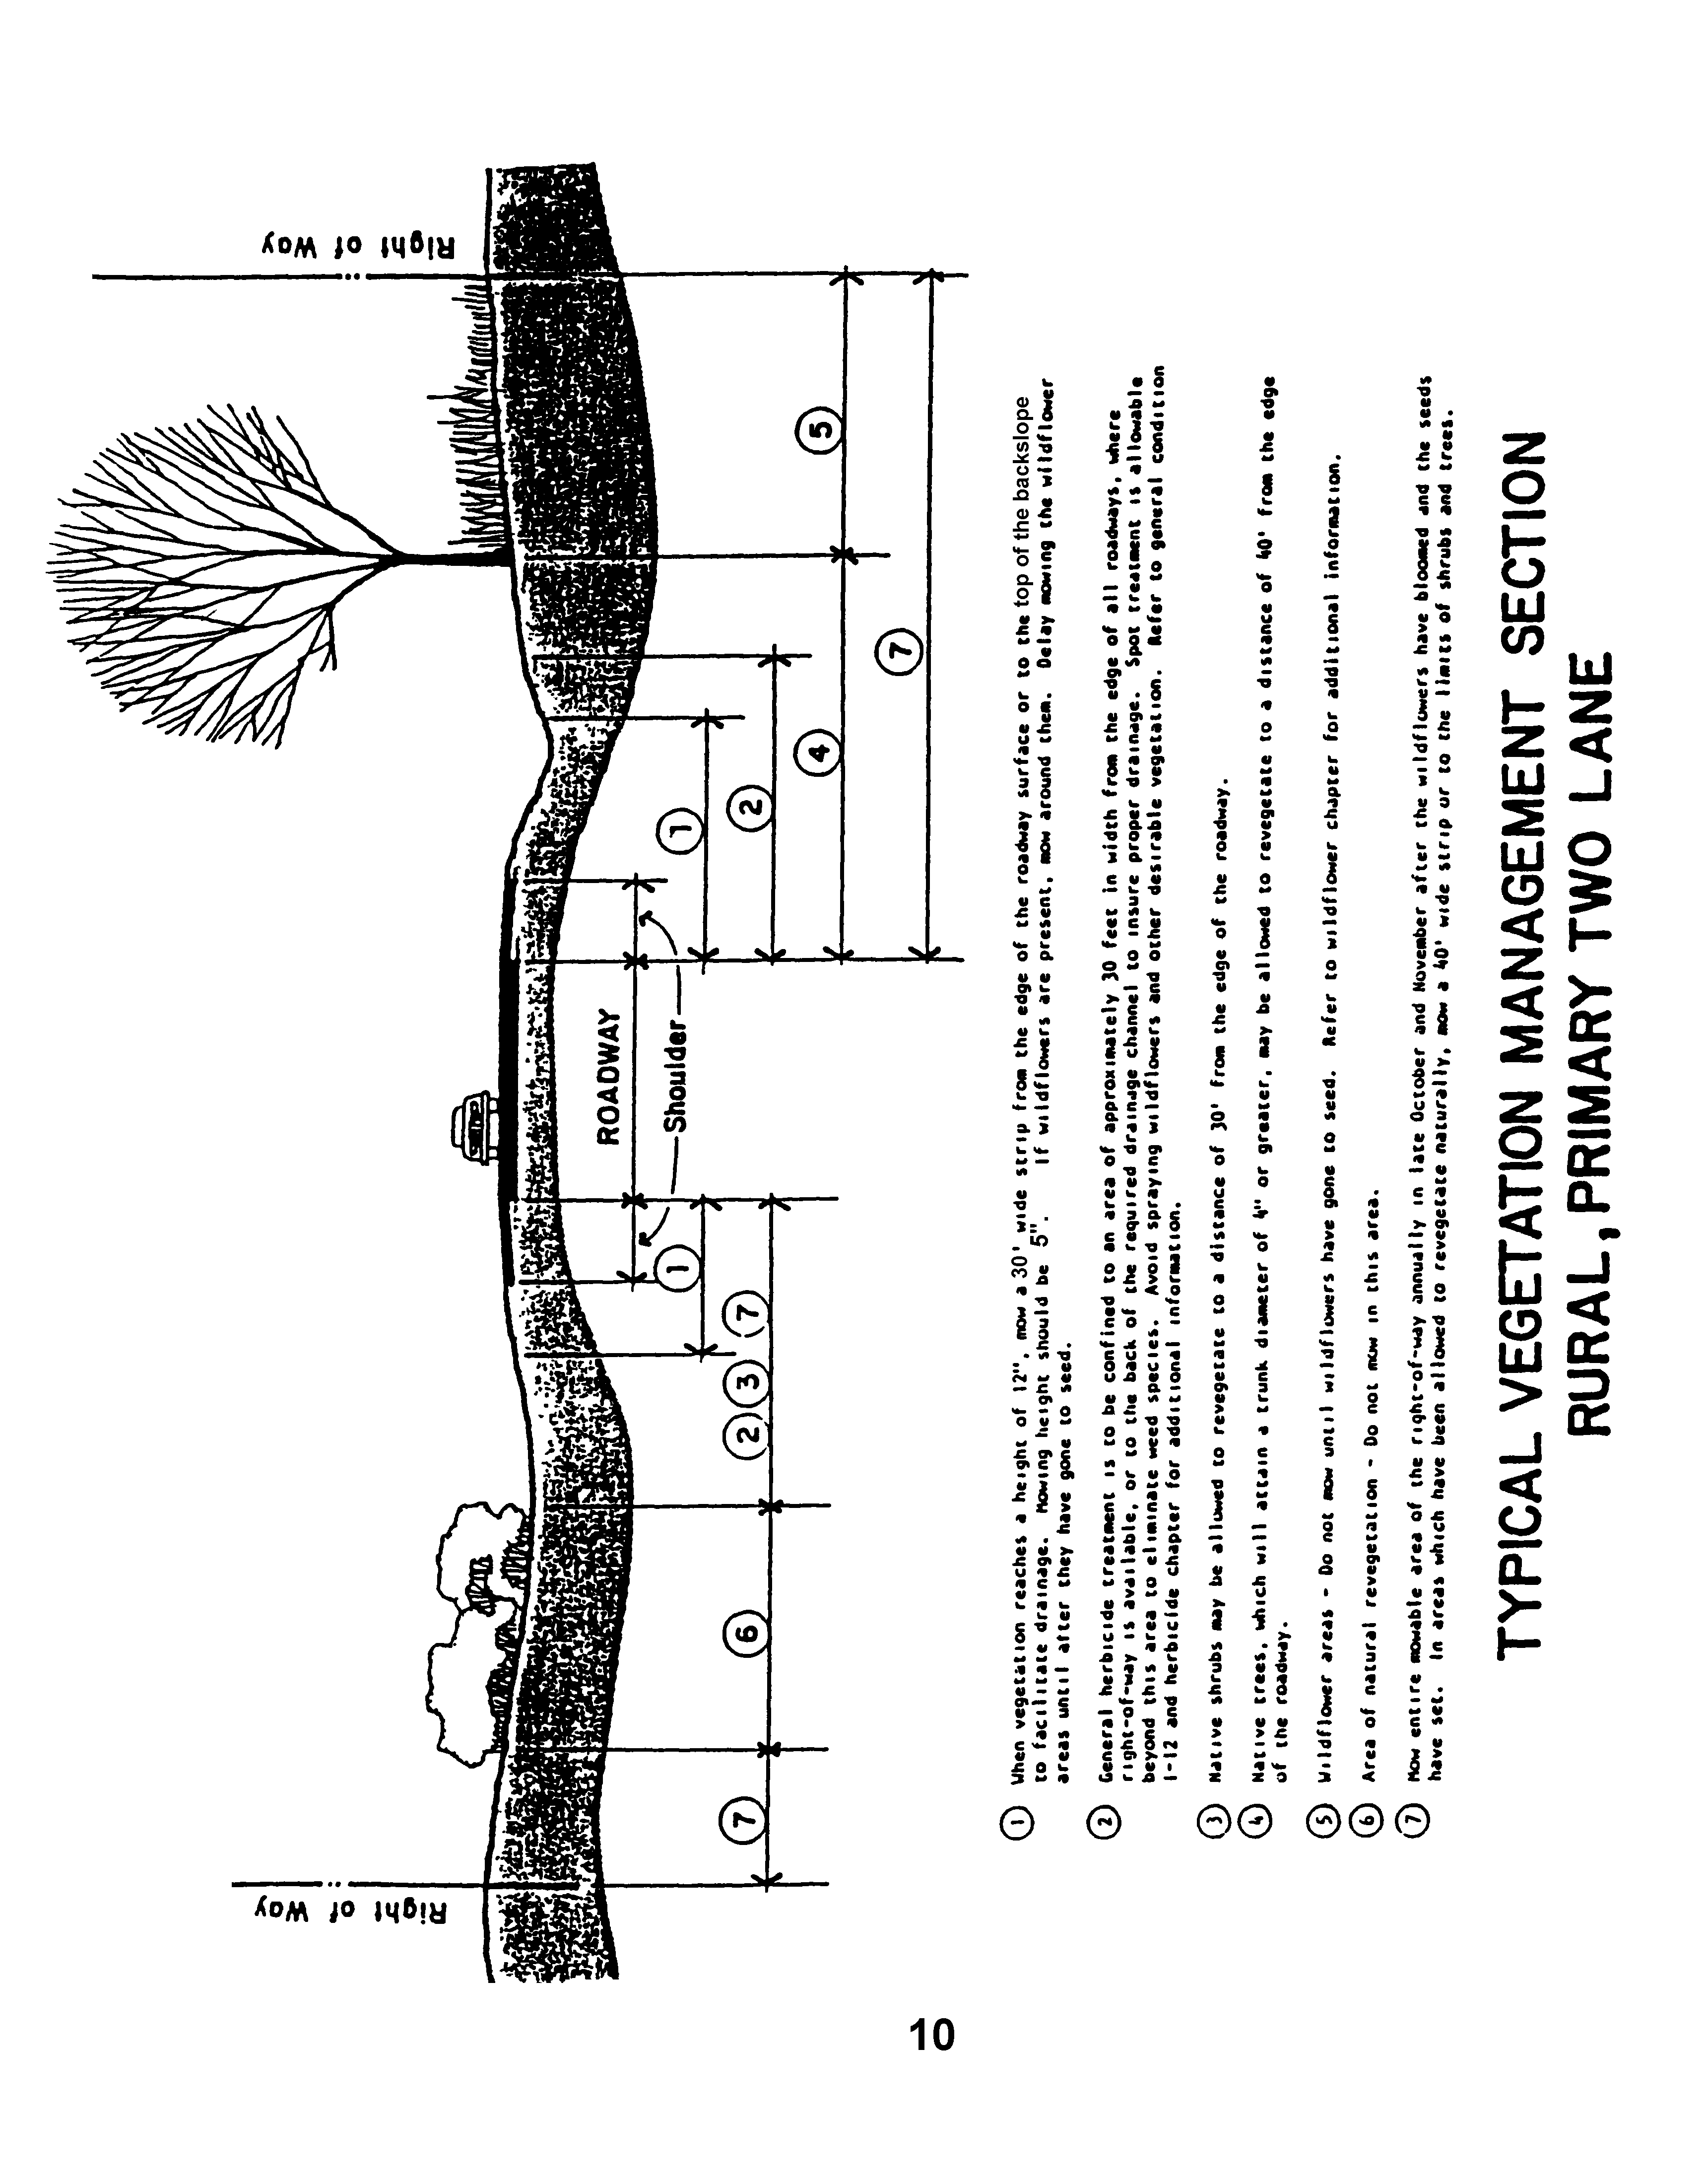 Right of Way
Right of Way
ROADWAY
Shoulder
7
6
2 3 7
1
1
2
4
5
7
1 When vegetation reaches a height of 12", mow a 30' wide strip from the edge of the roadway surface or to the top of the backslope
to facilitate drainage. Mowing height should be 5". If wildflowers are present, mow around them. Delay mowing the wildflower
areas until after they have gone to seed.
2 General herbicide treatment is to be confined to an area of approximately 30 feet in width from the edge of all roadways, where
right-of-way is available, or to the back of the required drainage channel to insure proper drainage. Spot treatment is allowable
beyond this area to eliminate weed species. Avoid spraying wildflowers and other desirable vegetation. Refer to general condition
I-12 and herbicide chapter for additional information.
3 Native shrubs may be allowed to revegetate to a distance of 30' from the edge of the roadway.
4 Native trees, which will attain a trunk diameter of 4" or greater, may be allowed to revegetate to a distance of 40' from the edge
of the roadway.
5 Wildflower areas - Do not mow until wildflowers have gone to seed. Refer to wildflower chapter for additional information.
6 Area of natural revegetation - Do not mow in this area.
7 Mow entire mowable area of the right-of-way annually in late October and November after the wildflowers have bloomed and the seeds
have set. In areas which have been allowed to revegetate naturally, mow a 40' wide strip or to the limits of shrubs and trees.
TYPICAL VEGETATION MANAGEMENT SECTION
RURAL, PRIMARY TWO LANE
10